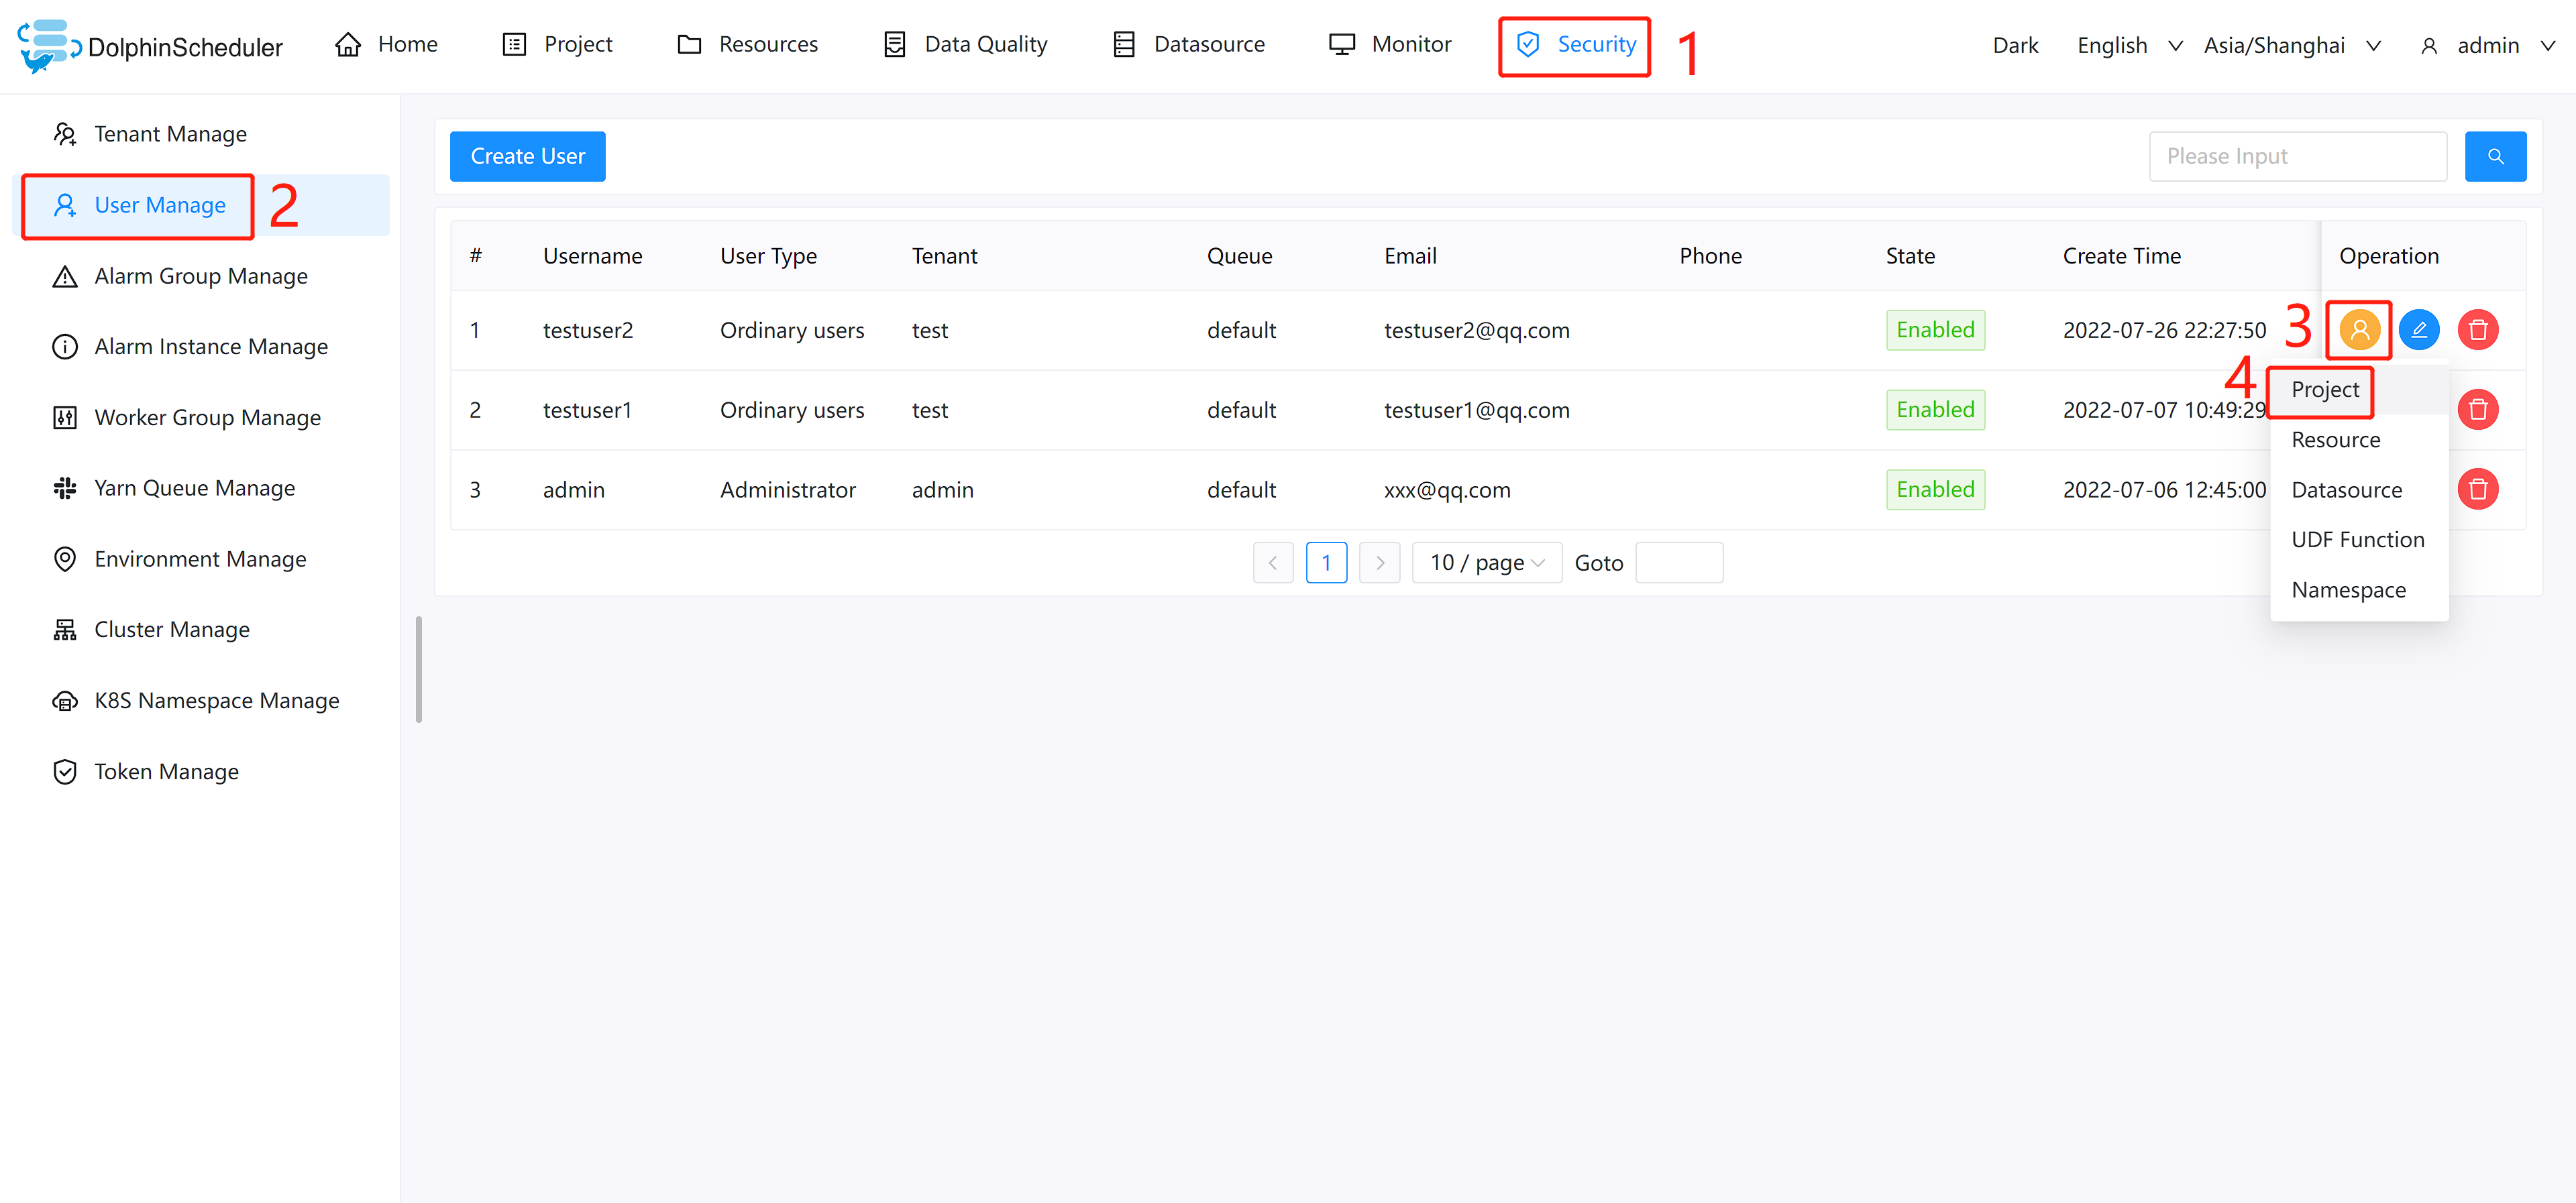 DolphinScheduler Home Project Resources Data Quality Datasource Monitor Security 1 Dark English Asia/Shanghai admin
Tenant Manage
User Manage 2
Alarm Group Manage
Alarm Instance Manage
Worker Group Manage
Yarn Queue Manage
Environment Manage
Cluster Manage
K8S Namespace Manage
Token Manage
Create User Please Input
# Username User Type Tenant Queue Email Phone State Create Time Operation
1 testuser2 Ordinary users test default testuser2@qq.com Enabled 2022-07-26 22:27:50 3
2 testuser1 Ordinary users test default testuser1@qq.com Enabled 2022-07-07 10:49:29
3 admin Administrator admin default xxx@qq.com Enabled 2022-07-06 12:45:00
4 Project
Resource
Datasource
UDF Function
Namespace
1 10 / page Goto